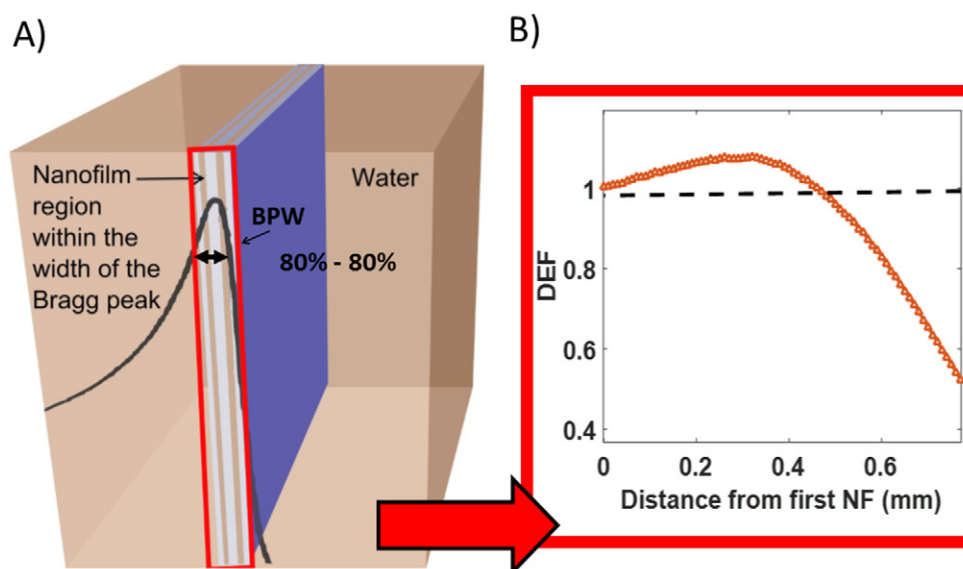 A)
Nanofilm
region
within the
width of the
Bragg peak
Water
BPW
80% - 80%
B)
DEF
1
0.8
0.6
0.4
0
0.2
0.4
0.6
Distance from first NF (mm)